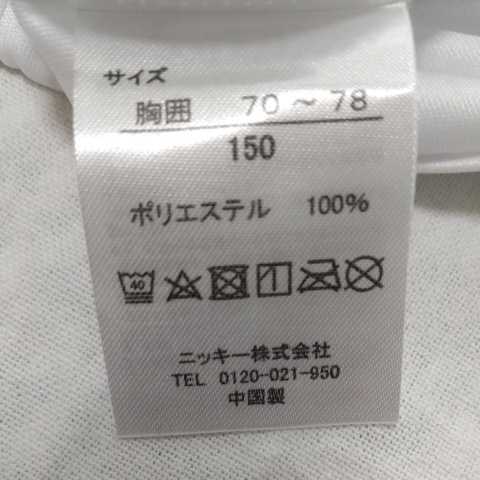 サイズ
胸囲 70～78
150
ポリエステル 100%
40
ニッキー株式会社
TEL 0120-021-950
中国製